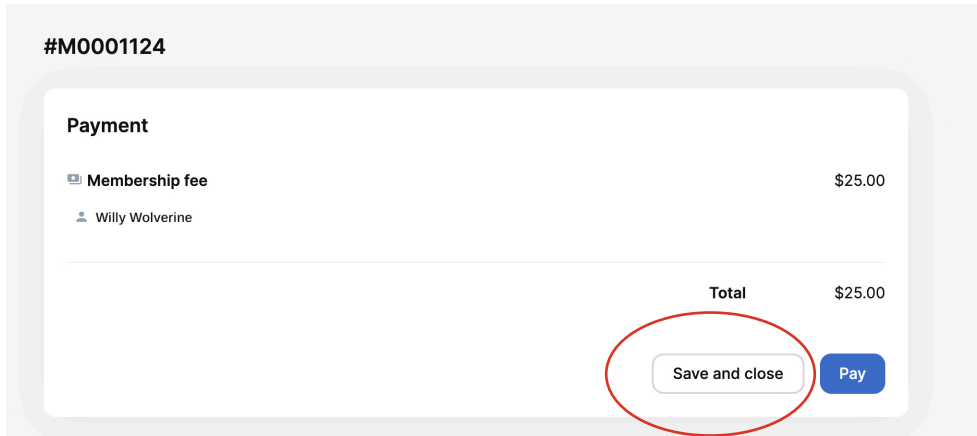 #M0001124
Payment
Membership fee $25.00
Willy Wolverine
Total $25.00
Save and close Pay